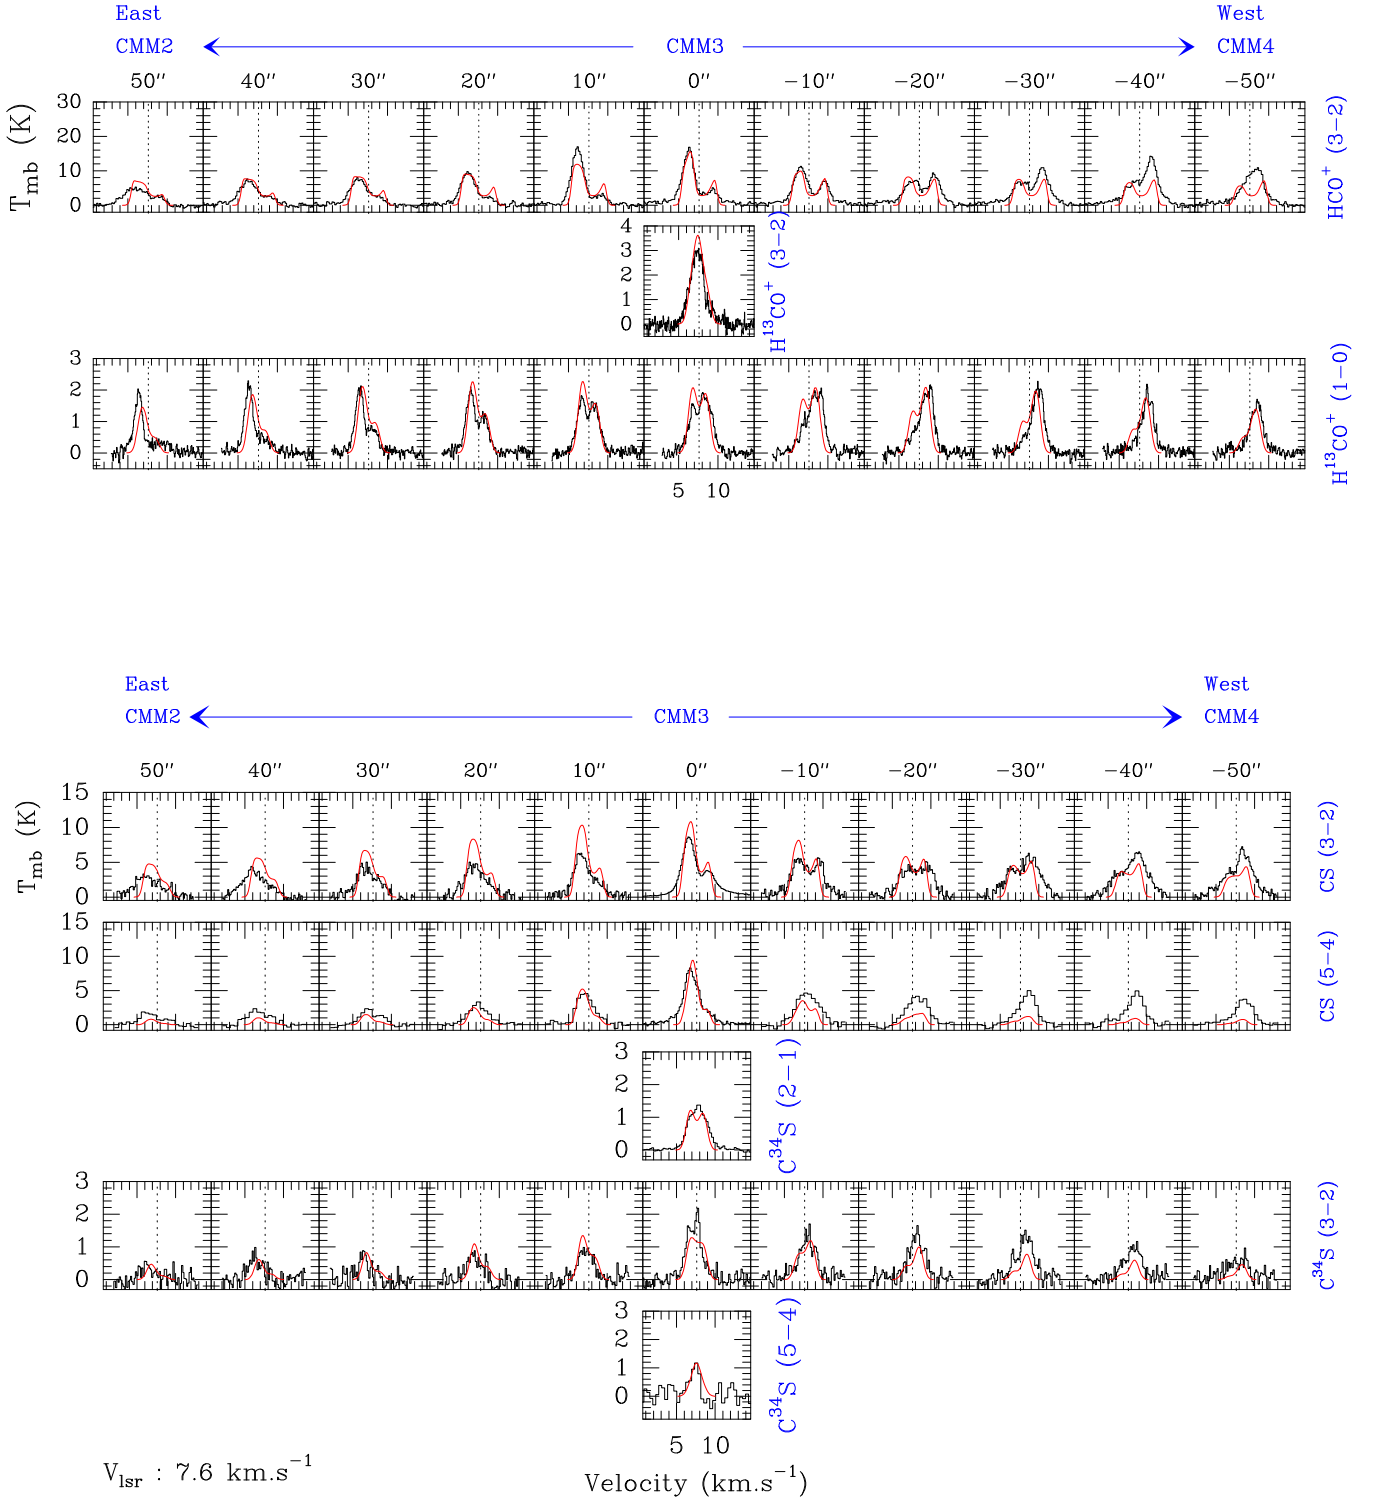 East West
CMM2 CMM3 CMM4
50″ 40″ 30″ 20″ 10″ 0″ −10″ −20″ −30″ −40″ −50″
T_mb (K)
30
20
10
0
HCO⁺ (3−2)
4
3
2
1
0
H¹³CO⁺ (3−2)
3
2
1
0
H¹³CO⁺ (1−0)
5 10
East West
CMM2 CMM3 CMM4
50″ 40″ 30″ 20″ 10″ 0″ −10″ −20″ −30″ −40″ −50″
T_mb (K)
15
10
5
0
CS (3−2)
15
10
5
0
CS (5−4)
3
2
1
0
C³⁴S (2−1)
3
2
1
0
C³⁴S (3−2)
3
2
1
0
C³⁴S (5−4)
5 10
V_lsr : 7.6 km.s⁻¹
Velocity (km.s⁻¹)